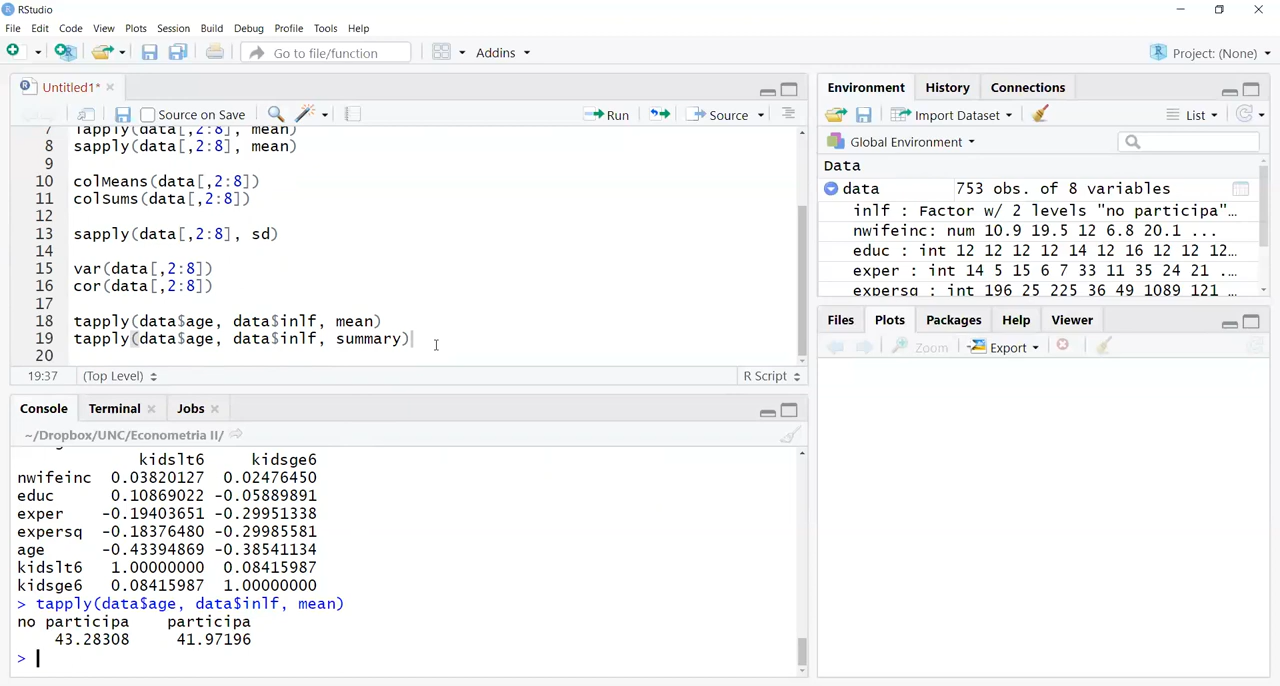 RStudio
File Edit Code View Plots Session Build Debug Profile Tools Help
Go to file/function Addins Project: (None)
Untitled1*
Source on Save Run Source
7 lapply(data[,2:8], mean)
8 sapply(data[,2:8], mean)
9
10 colMeans(data[,2:8])
11 colSums(data[,2:8])
12
13 sapply(data[,2:8], sd)
14
15 var(data[,2:8])
16 cor(data[,2:8])
17
18 tapply(data$age, data$inlf, mean)
19 tapply(data$age, data$inlf, summary)
20
19:37 (Top Level) R Script
Console Terminal Jobs
~/Dropbox/UNC/Econometria II/
kidslt6 kidsge6
nwifeinc 0.03820127 0.02476450
educ 0.10869022 -0.05889891
exper -0.19403651 -0.29951338
expersq -0.18376480 -0.29985581
age -0.43394869 -0.38541134
kidslt6 1.00000000 0.08415987
kidsge6 0.08415987 1.00000000
> tapply(data$age, data$inlf, mean)
no participa participa
43.28308 41.97196
>
Environment History Connections
Import Dataset List
Global Environment
Data
data 753 obs. of 8 variables
inlf : Factor w/ 2 levels "no participa"…
nwifeinc: num 10.9 19.5 12 6.8 20.1 ...
educ : int 12 12 12 12 14 12 16 12 12 12…
exper : int 14 5 15 6 7 33 11 35 24 21 .…
expersq : int 196 25 225 36 49 1089 121 …
Files Plots Packages Help Viewer
Zoom Export